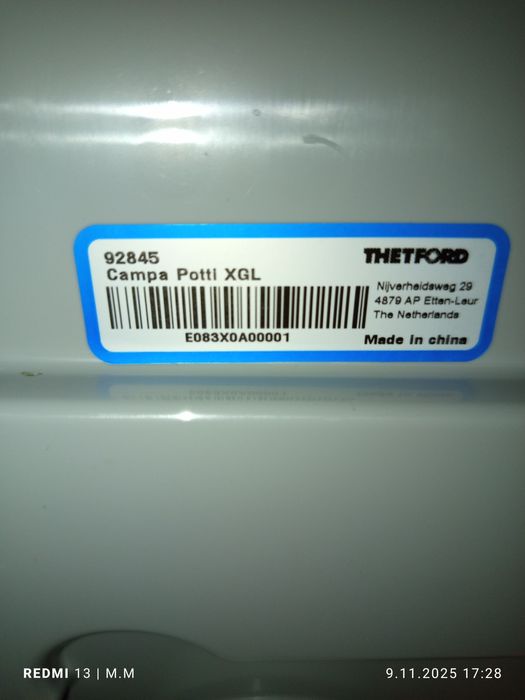 92845
Campa Potti XGL
E083X0A00001
THETFORD
Nijverheidsweg 29
4879 AP Etten-Leur
The Netherlands
Made in china
REDMI 13 | M.M
9.11.2025 17:28